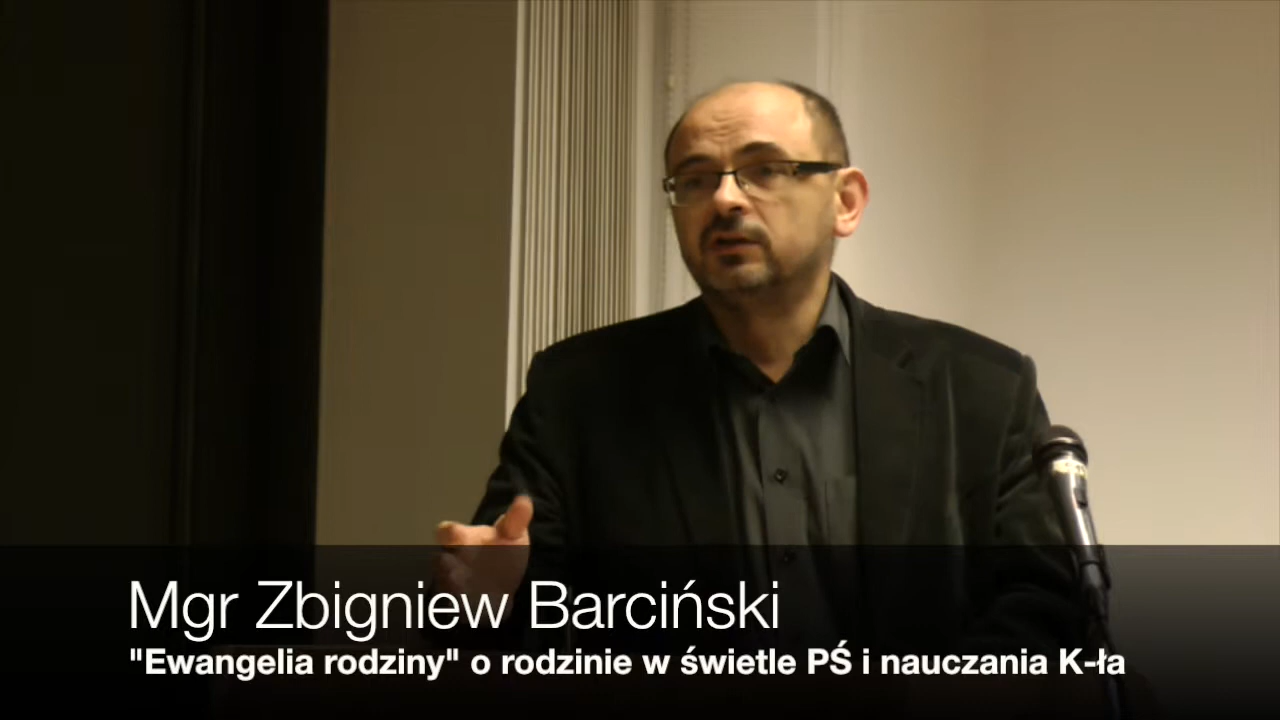 Mgr Zbigniew Barciński
"Ewangelia rodziny" o rodzinie w świetle PŚ i nauczania K-ła